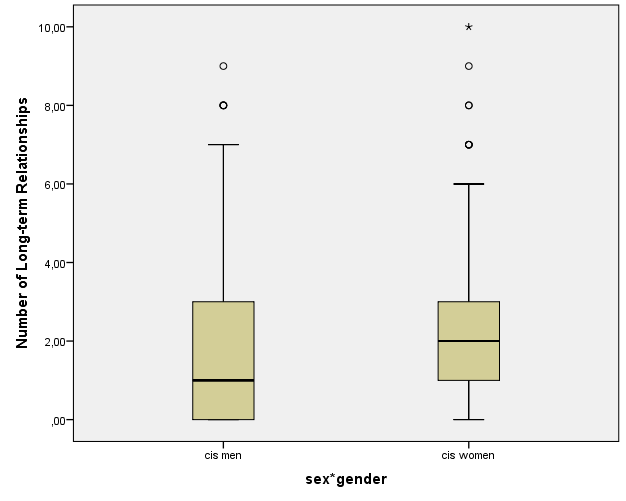 Number of Long-term Relationships
10,00
8,00
6,00
4,00
2,00
,00
*
cis men
cis women
sex*gender